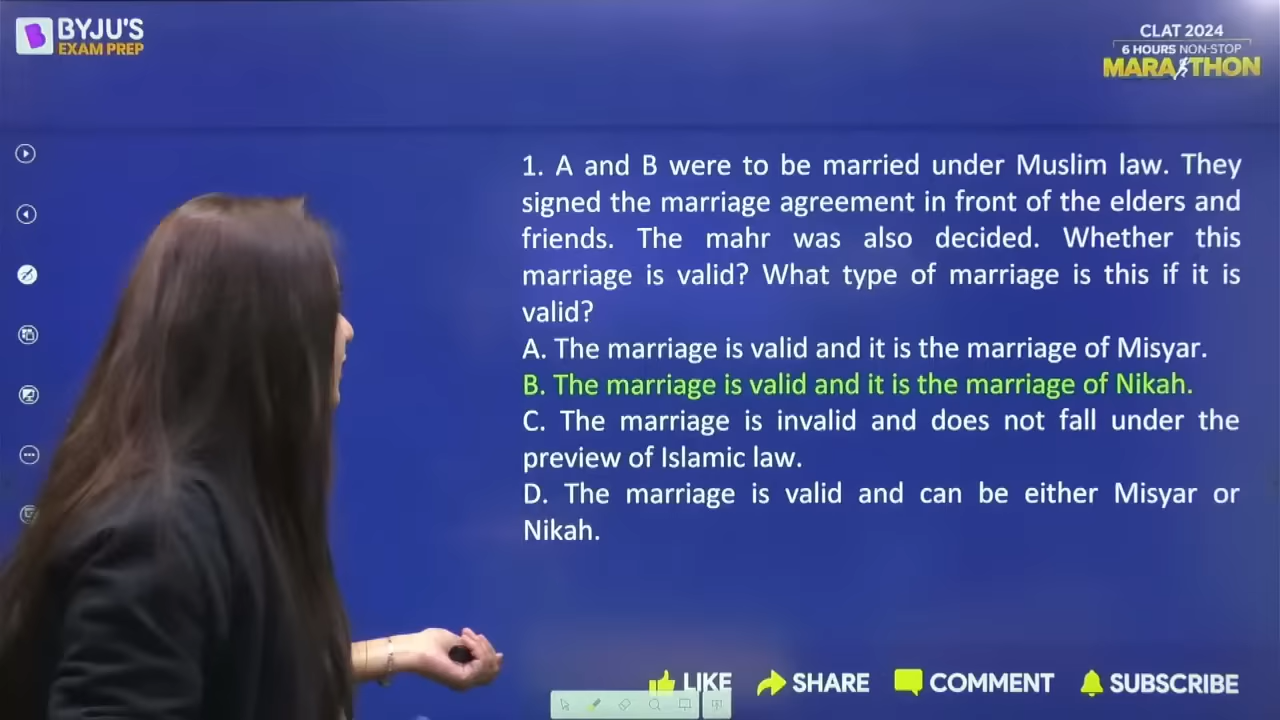 BYJU'S
EXAM PREP
CLAT 2024
6 HOURS NON-STOP
MARATHON
1. A and B were to be married under Muslim law. They
signed the marriage agreement in front of the elders and
friends. The mahr was also decided. Whether this
marriage is valid? What type of marriage is this if it is
valid?
A. The marriage is valid and it is the marriage of Misyar.
B. The marriage is valid and it is the marriage of Nikah.
C. The marriage is invalid and does not fall under the
preview of Islamic law.
D. The marriage is valid and can be either Misyar or
Nikah.
LIKE
SHARE
COMMENT
SUBSCRIBE